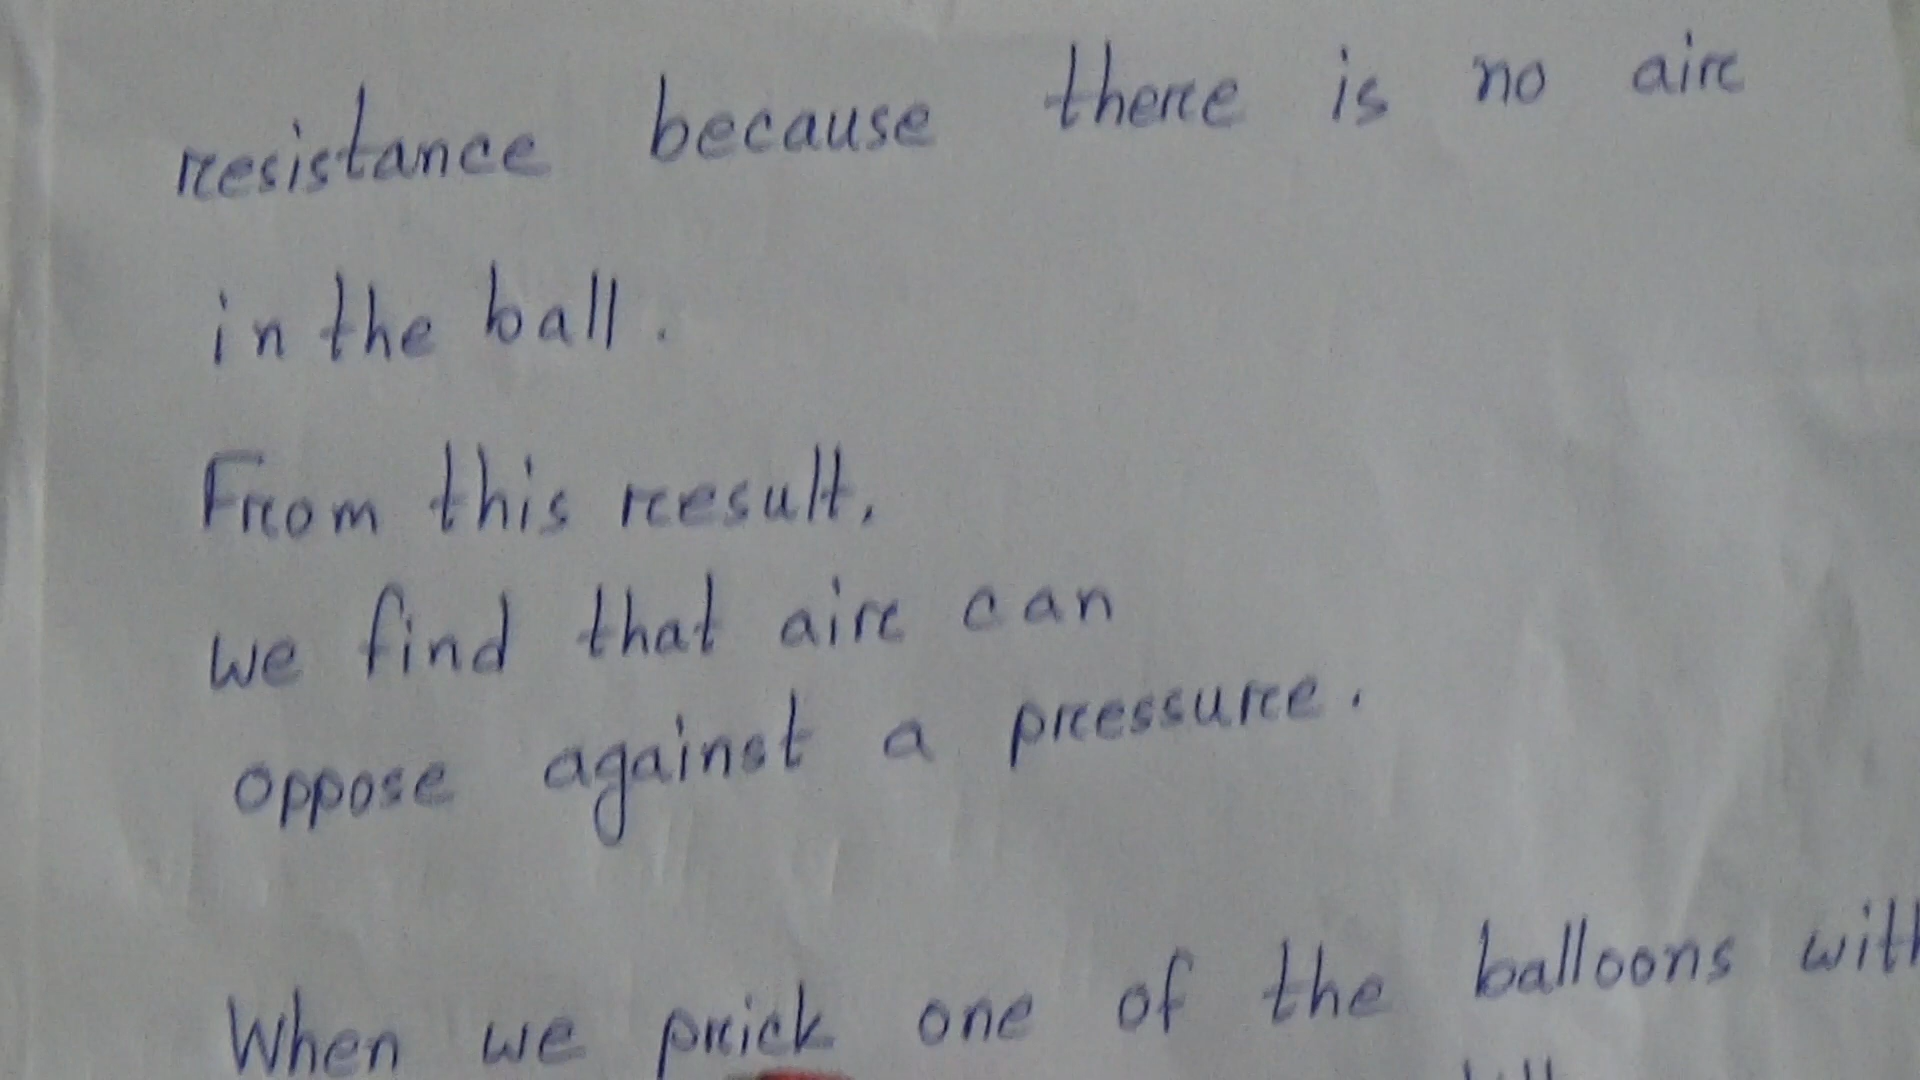 resistance because there is no air
in the ball.
From this result,
we find that air can
oppose against a pressure.
When we prick one of the balloons with